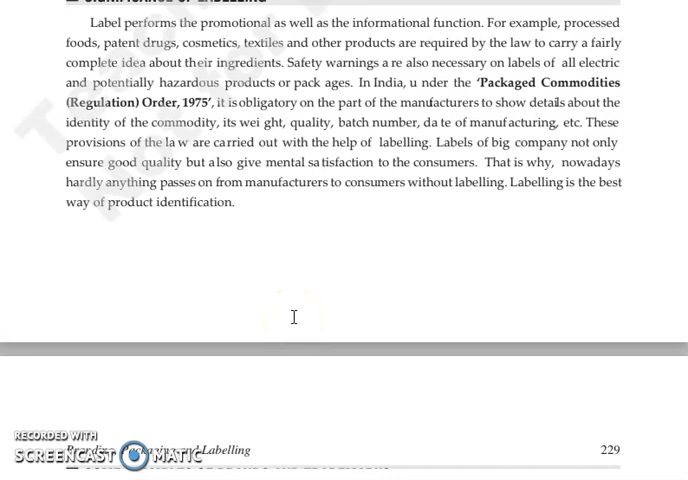 SIGNIFICANCE OF LABELLING
Label performs the promotional as well as the informational function. For example, processed
foods, patent drugs, cosmetics, textiles and other products are required by the law to carry a fairly
complete idea about their ingredients. Safety warnings a re also necessary on labels of all electric
and potentially hazardous products or pack ages. In India, u nder the ‘Packaged Commodities
(Regulation) Order, 1975’, it is obligatory on the part of the manufacturers to show details about the
identity of the commodity, its wei ght, quality, batch number, da te of manufacturing, etc. These
provisions of the la w are carried out with the help of labelling. Labels of big company not only
ensure good quality but also give mental sa tisfaction to the consumers. That is why, nowadays
hardly anything passes on from manufacturers to consumers without labelling. Labelling is the best
way of product identification.
RECORDED WITH
SCREENCAST MATIC
Branding, Packaging and Labelling 229